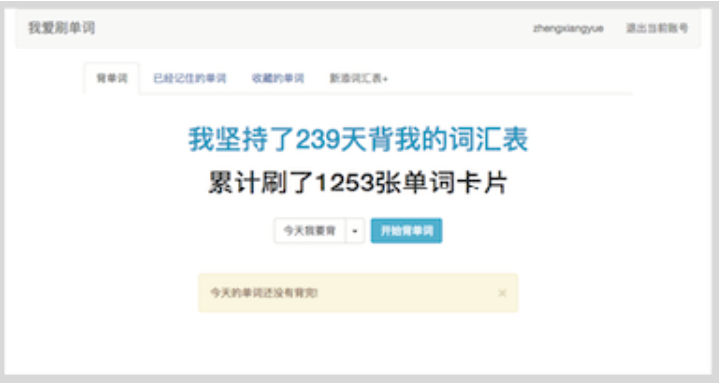 我爱刷单词 zhengxiangyue 退出当前账号
背单词 已经记住的单词 收藏的单词 新添词汇表+
我坚持了239天背我的词汇表
累计刷了1253张单词卡片
今天我要背 开始背单词
今天的单词还没有背完! ×